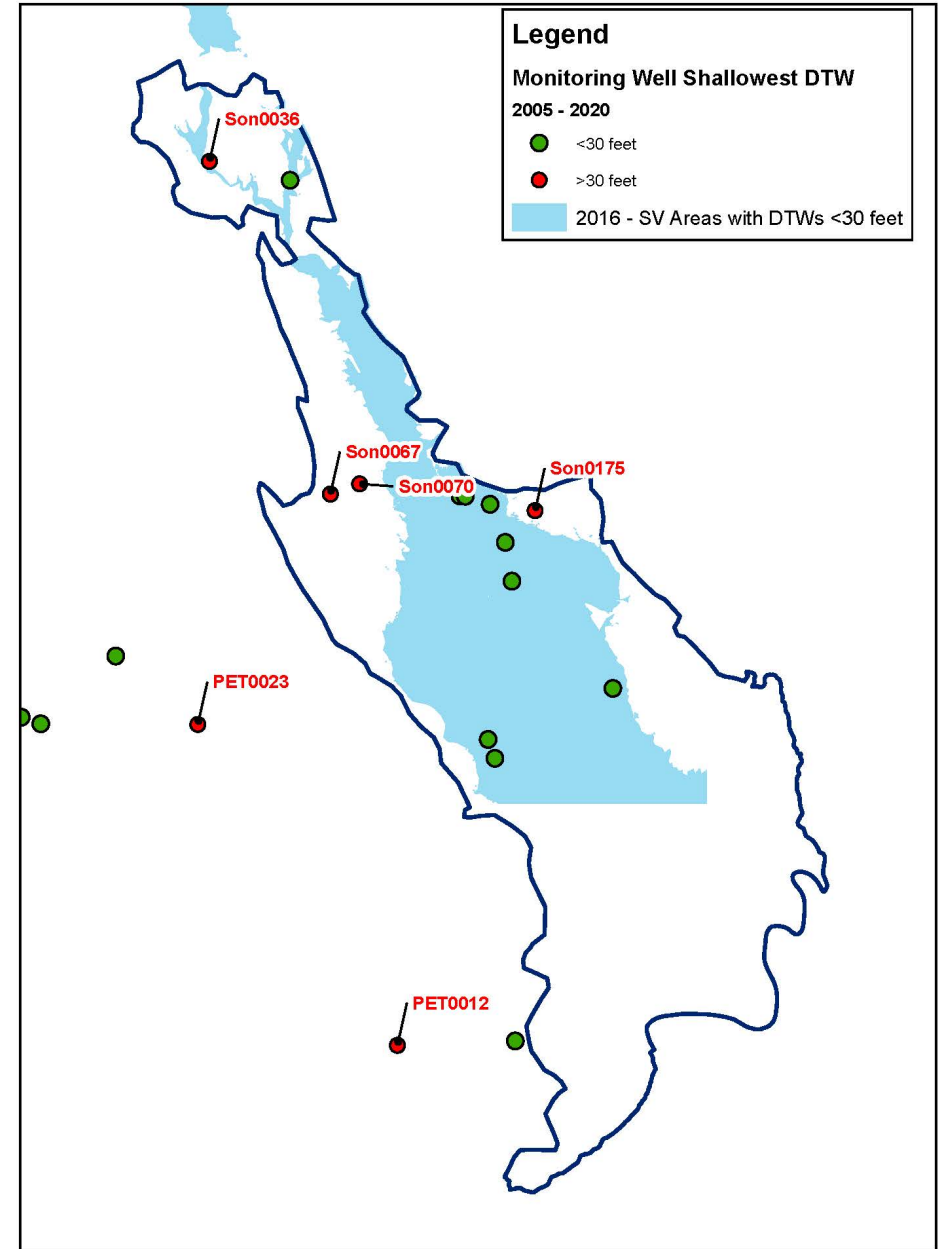 Legend
Monitoring Well Shallowest DTW
2005 - 2020
<30 feet
>30 feet
2016 - SV Areas with DTWs <30 feet
Son0036
Son0067
Son0070
Son0175
PET0023
PET0012